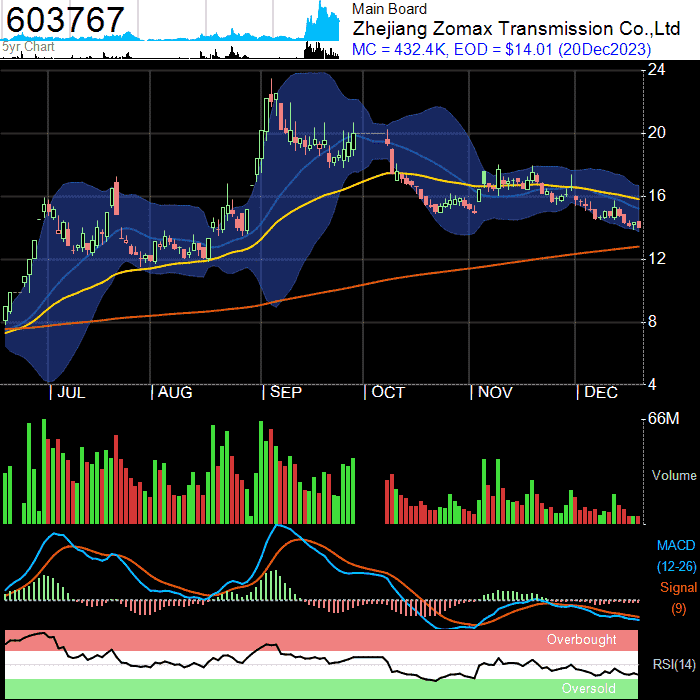 603767
5yr Chart
Main Board
Zhejiang Zomax Transmission Co.,Ltd
MC = 432.4K, EOD = $14.01 (20Dec2023)
24
20
16
12
8
4
JUL
AUG
SEP
OCT
NOV
DEC
66M
Volume
MACD
(12-26)
Signal
(9)
Overbought
RSI(14)
Oversold